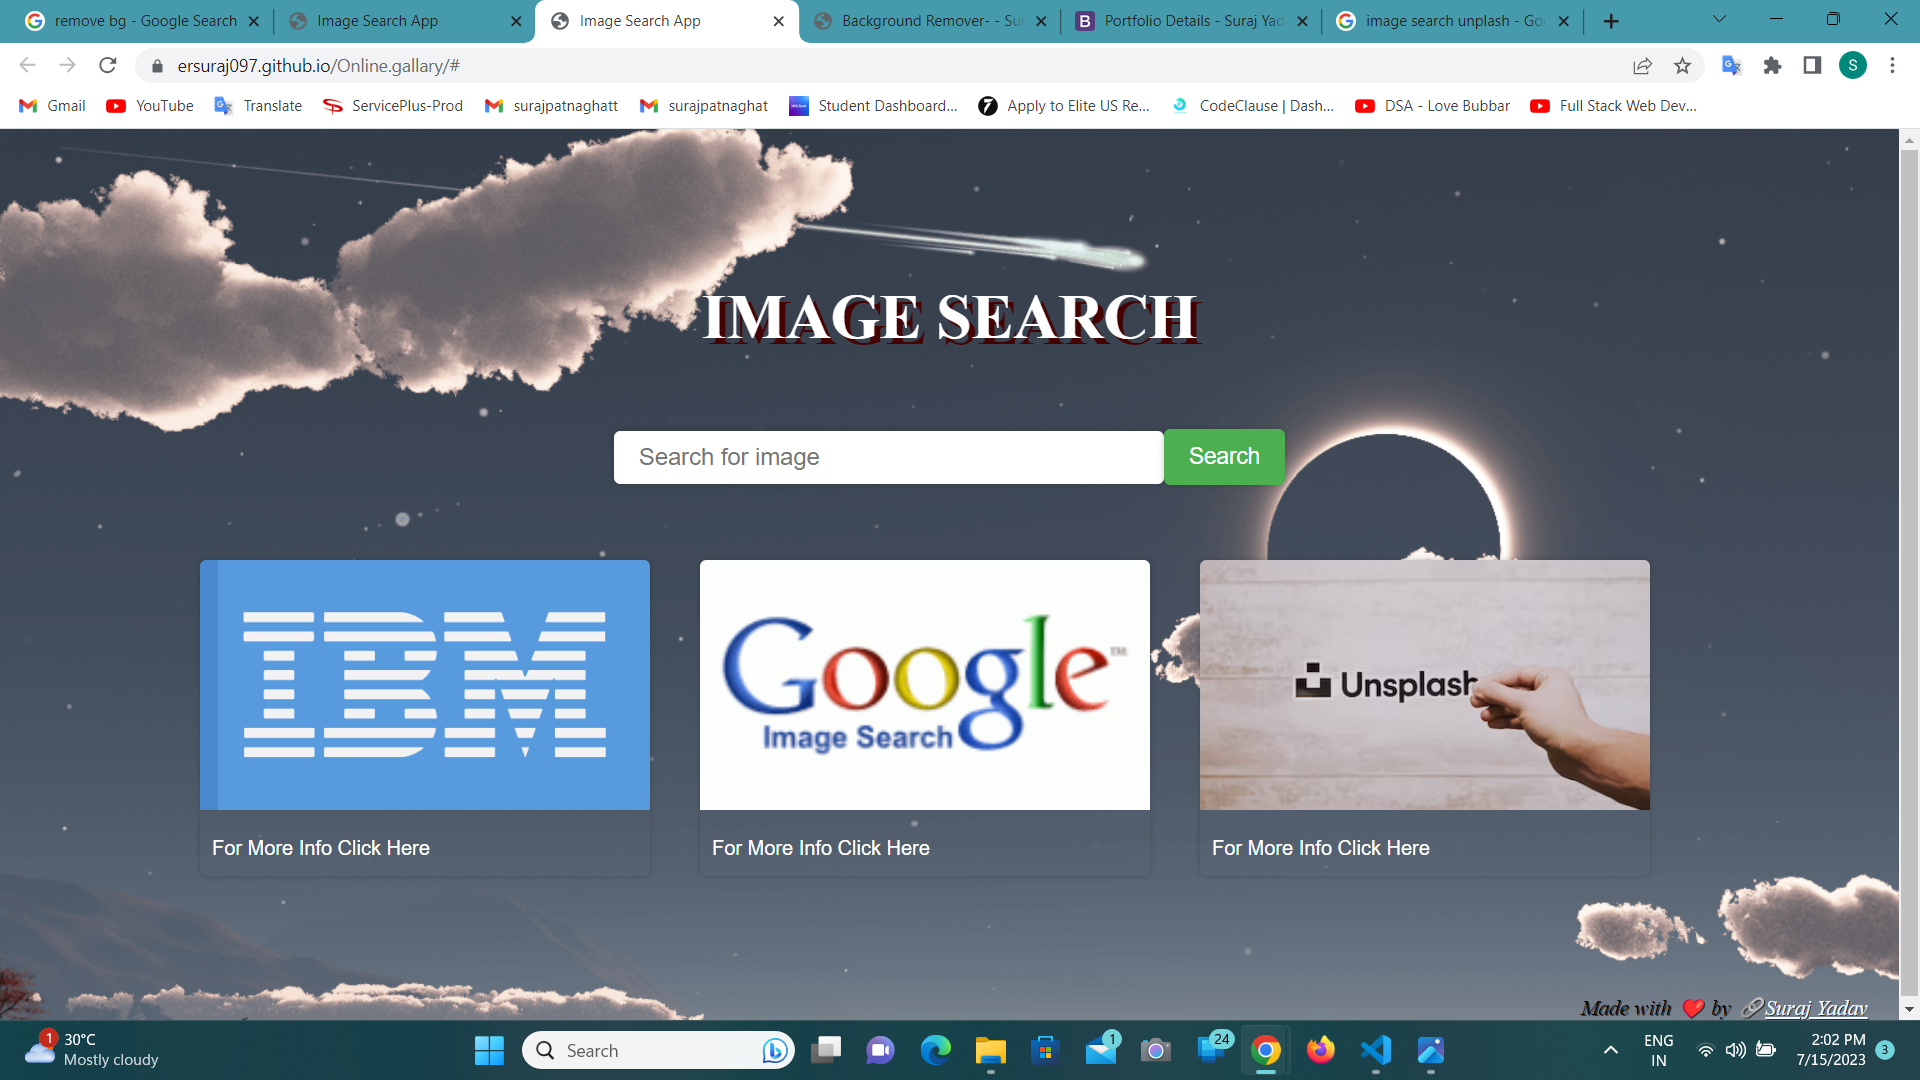 remove bg - Google Search
Image Search App
Image Search App
Background Remover- - Sur
Portfolio Details - Suraj Yad
image search unplash - Goo
ersuraj097.github.io/Online.gallary/#
S
Gmail
YouTube
Translate
ServicePlus-Prod
surajpatnaghatt
surajpatnaghat
Student Dashboard...
Apply to Elite US Re...
CodeClause | Dash...
DSA - Love Bubbar
Full Stack Web Dev...
IMAGE SEARCH
Search for image
Search
IBM
Google TM
Image Search
Unsplash
For More Info Click Here
For More Info Click Here
For More Info Click Here
Made with ❤️ by 🔗Suraj Yadav
1
30°C
Mostly cloudy
Search
1
24
ENG
IN
2:02 PM
7/15/2023
3